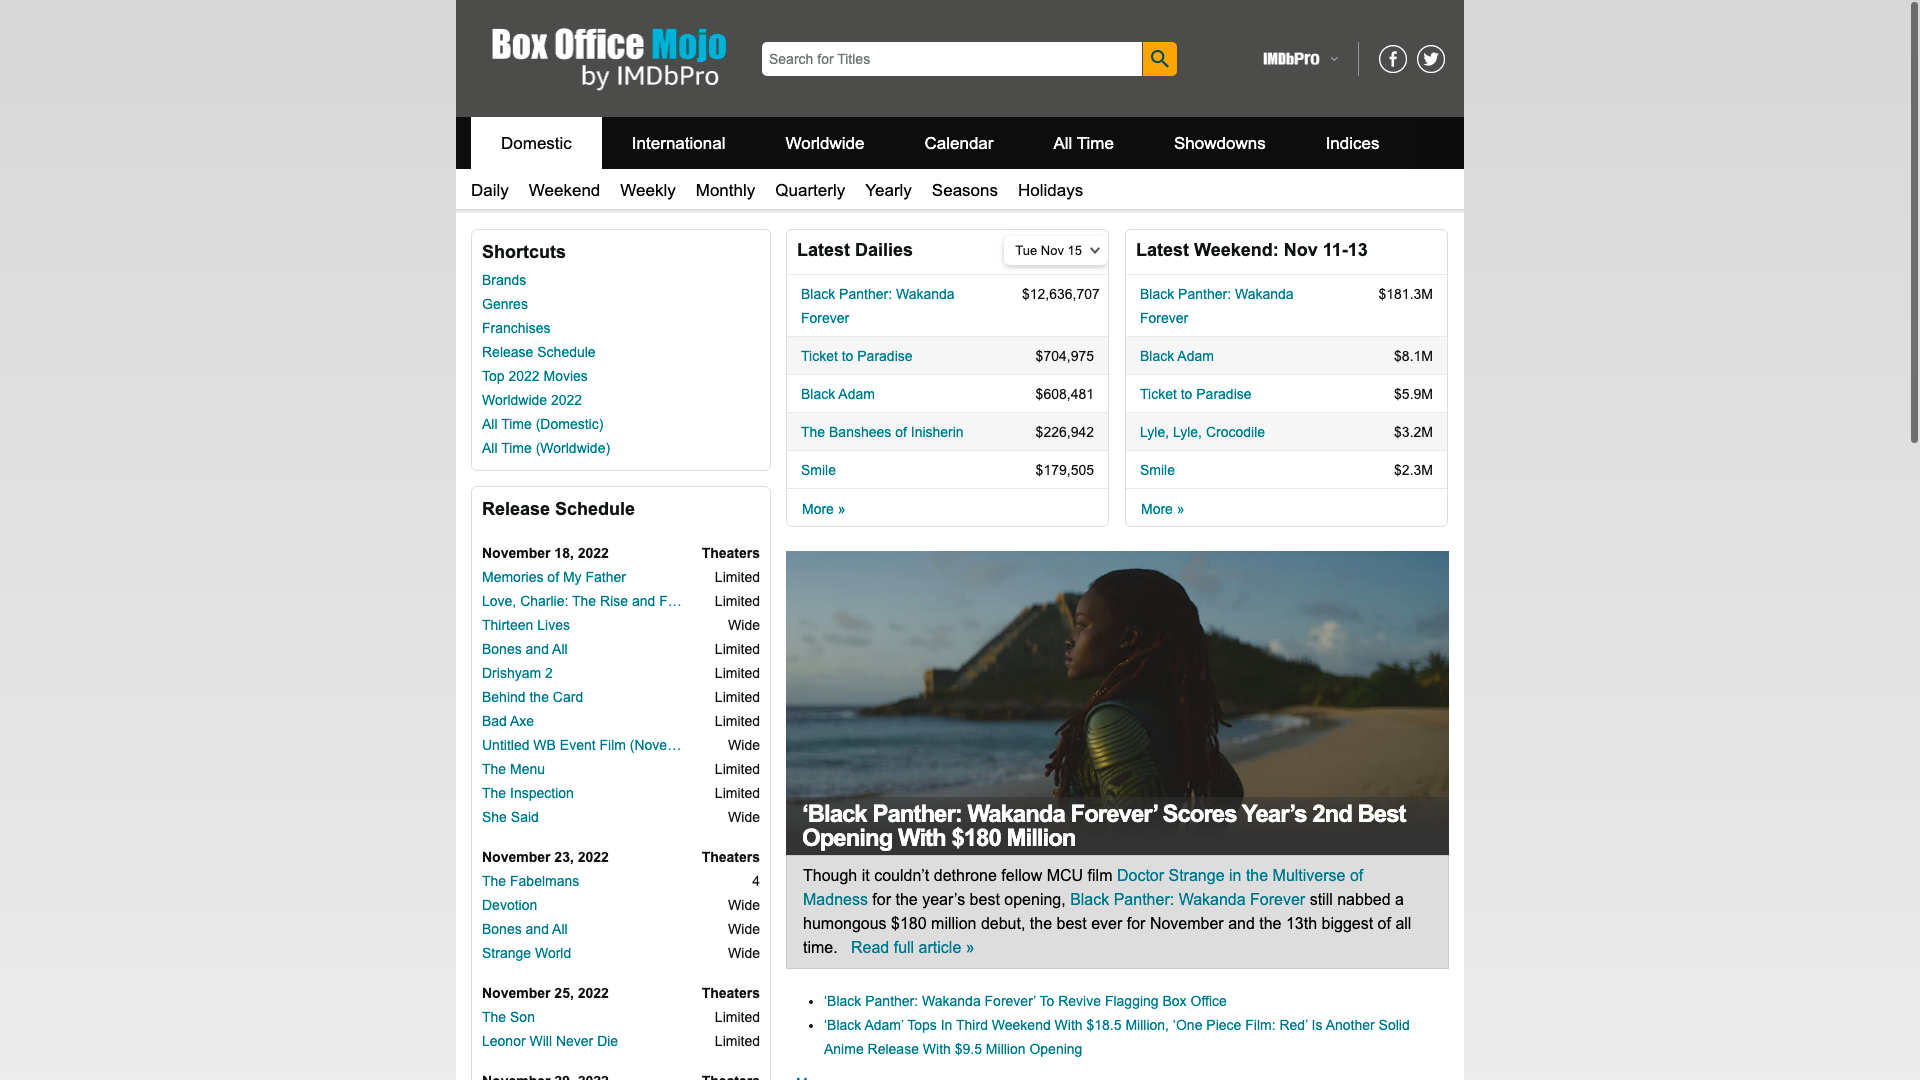 Box Office Mojo
by IMDbPro
Search for Titles
IMDbPro
Domestic
International
Worldwide
Calendar
All Time
Showdowns
Indices
Daily
Weekend
Weekly
Monthly
Quarterly
Yearly
Seasons
Holidays
Shortcuts
Brands
Genres
Franchises
Release Schedule
Top 2022 Movies
Worldwide 2022
All Time (Domestic)
All Time (Worldwide)
Release Schedule
November 18, 2022 Theaters
Memories of My Father Limited
Love, Charlie: The Rise and F… Limited
Thirteen Lives Wide
Bones and All Limited
Drishyam 2 Limited
Behind the Card Limited
Bad Axe Limited
Untitled WB Event Film (Nove… Wide
The Menu Limited
The Inspection Limited
She Said Wide
November 23, 2022 Theaters
The Fabelmans 4
Devotion Wide
Bones and All Wide
Strange World Wide
November 25, 2022 Theaters
The Son Limited
Leonor Will Never Die Limited
Latest Dailies Tue Nov 15
Black Panther: Wakanda $12,636,707
Forever
Ticket to Paradise $704,975
Black Adam $608,481
The Banshees of Inisherin $226,942
Smile $179,505
More »
Latest Weekend: Nov 11-13
Black Panther: Wakanda $181.3M
Forever
Black Adam $8.1M
Ticket to Paradise $5.9M
Lyle, Lyle, Crocodile $3.2M
Smile $2.3M
More »
‘Black Panther: Wakanda Forever’ Scores Year’s 2nd Best
Opening With $180 Million
Though it couldn’t dethrone fellow MCU film Doctor Strange in the Multiverse of
Madness for the year’s best opening, Black Panther: Wakanda Forever still nabbed a
humongous $180 million debut, the best ever for November and the 13th biggest of all
time. Read full article »
‘Black Panther: Wakanda Forever’ To Revive Flagging Box Office
‘Black Adam’ Tops In Third Weekend With $18.5 Million, ‘One Piece Film: Red’ Is Another Solid
Anime Release With $9.5 Million Opening